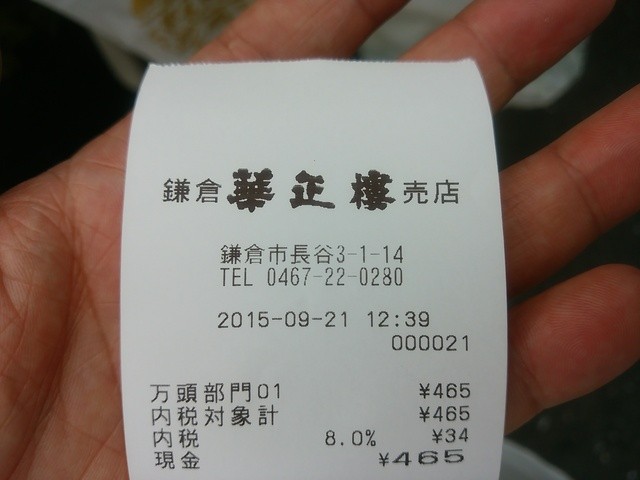 鎌倉 華正樓 売店
鎌倉市長谷3-1-14
TEL 0467-22-0280
2015-09-21 12:39
000021
万頭部門01 ¥465
内税対象計 ¥465
内税 8.0% ¥34
現金 ¥465